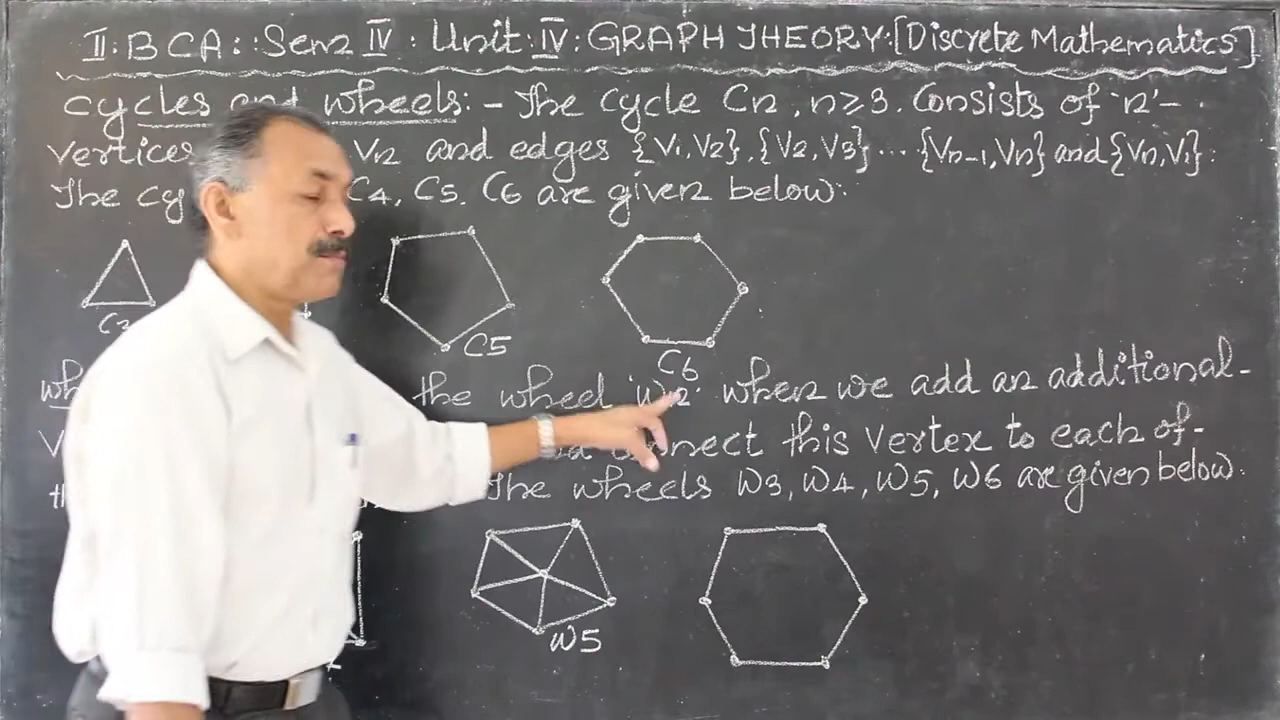 II : BCA : Sem IV : Unit : IV : GRAPH THEORY : [Discrete Mathematics]
Cycles and wheels : - The Cycle Cn , n ≥ 3 . Consists of 'n' -
Vertices Vn and edges {V1,V2} , {V2,V3} ... {Vn-1,Vn} and {Vn,V1} .
The C4, C5, C6 are given below .
C5
C6
the wheel 'Wn' when we add an additional -
connect this Vertex to each of -
The wheels W3, W4, W5, W6 are given below .
W5